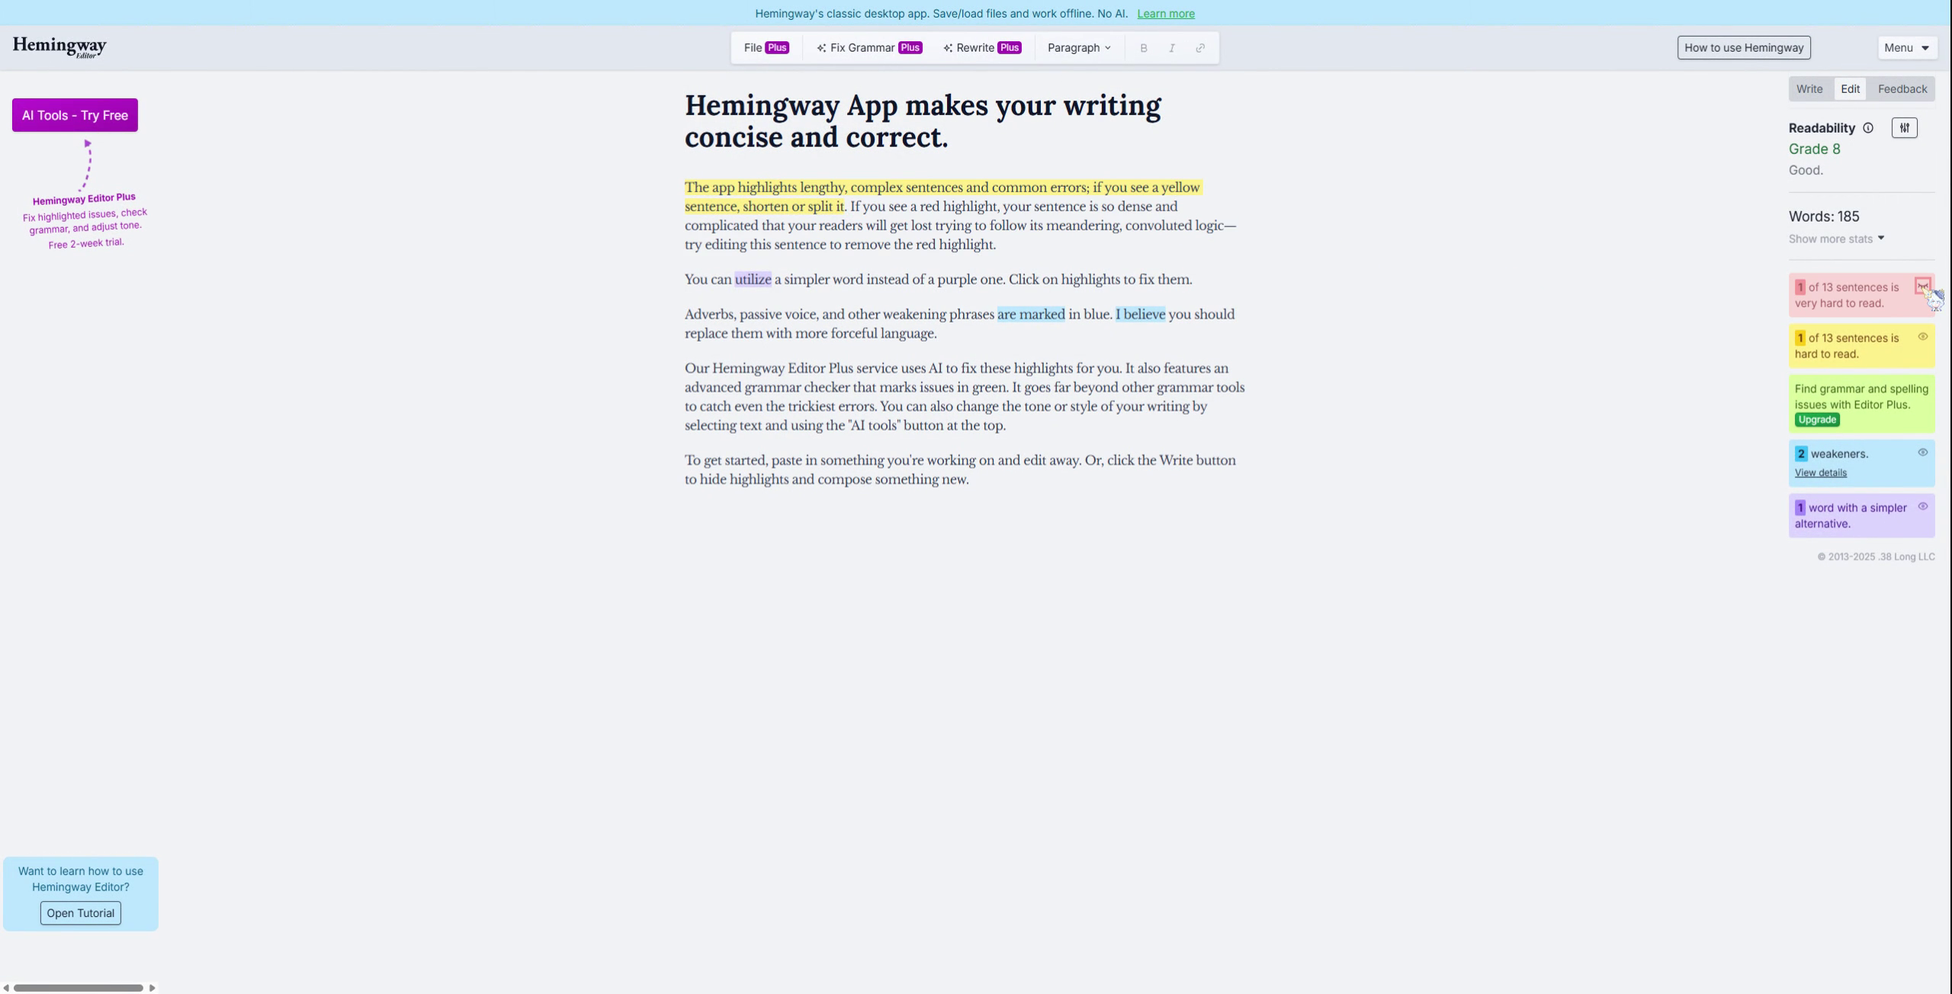 Hemingway's classic desktop app. Save/load files and work offline. No AI. Learn more
Hemingway
Editor
File Plus
Fix Grammar Plus
Rewrite Plus
Paragraph
B
I
How to use Hemingway
Menu
AI Tools - Try Free
Hemingway Editor Plus
Fix highlighted issues, check
grammar, and adjust tone.
Free 2-week trial.
Hemingway App makes your writing
concise and correct.
The app highlights lengthy, complex sentences and common errors; if you see a yellow
sentence, shorten or split it. If you see a red highlight, your sentence is so dense and
complicated that your readers will get lost trying to follow its meandering, convoluted logic—
try editing this sentence to remove the red highlight.
You can utilize a simpler word instead of a purple one. Click on highlights to fix them.
Adverbs, passive voice, and other weakening phrases are marked in blue. I believe you should
replace them with more forceful language.
Our Hemingway Editor Plus service uses AI to fix these highlights for you. It also features an
advanced grammar checker that marks issues in green. It goes far beyond other grammar tools
to catch even the trickiest errors. You can also change the tone or style of your writing by
selecting text and using the "AI tools" button at the top.
To get started, paste in something you're working on and edit away. Or, click the Write button
to hide highlights and compose something new.
Write
Edit
Feedback
Readability
Grade 8
Good.
Words: 185
Show more stats
1 of 13 sentences is
very hard to read.
1 of 13 sentences is
hard to read.
Find grammar and spelling
issues with Editor Plus.
Upgrade
2 weakeners.
View details
1 word with a simpler
alternative.
© 2013-2025 .38 Long LLC
Want to learn how to use
Hemingway Editor?
Open Tutorial